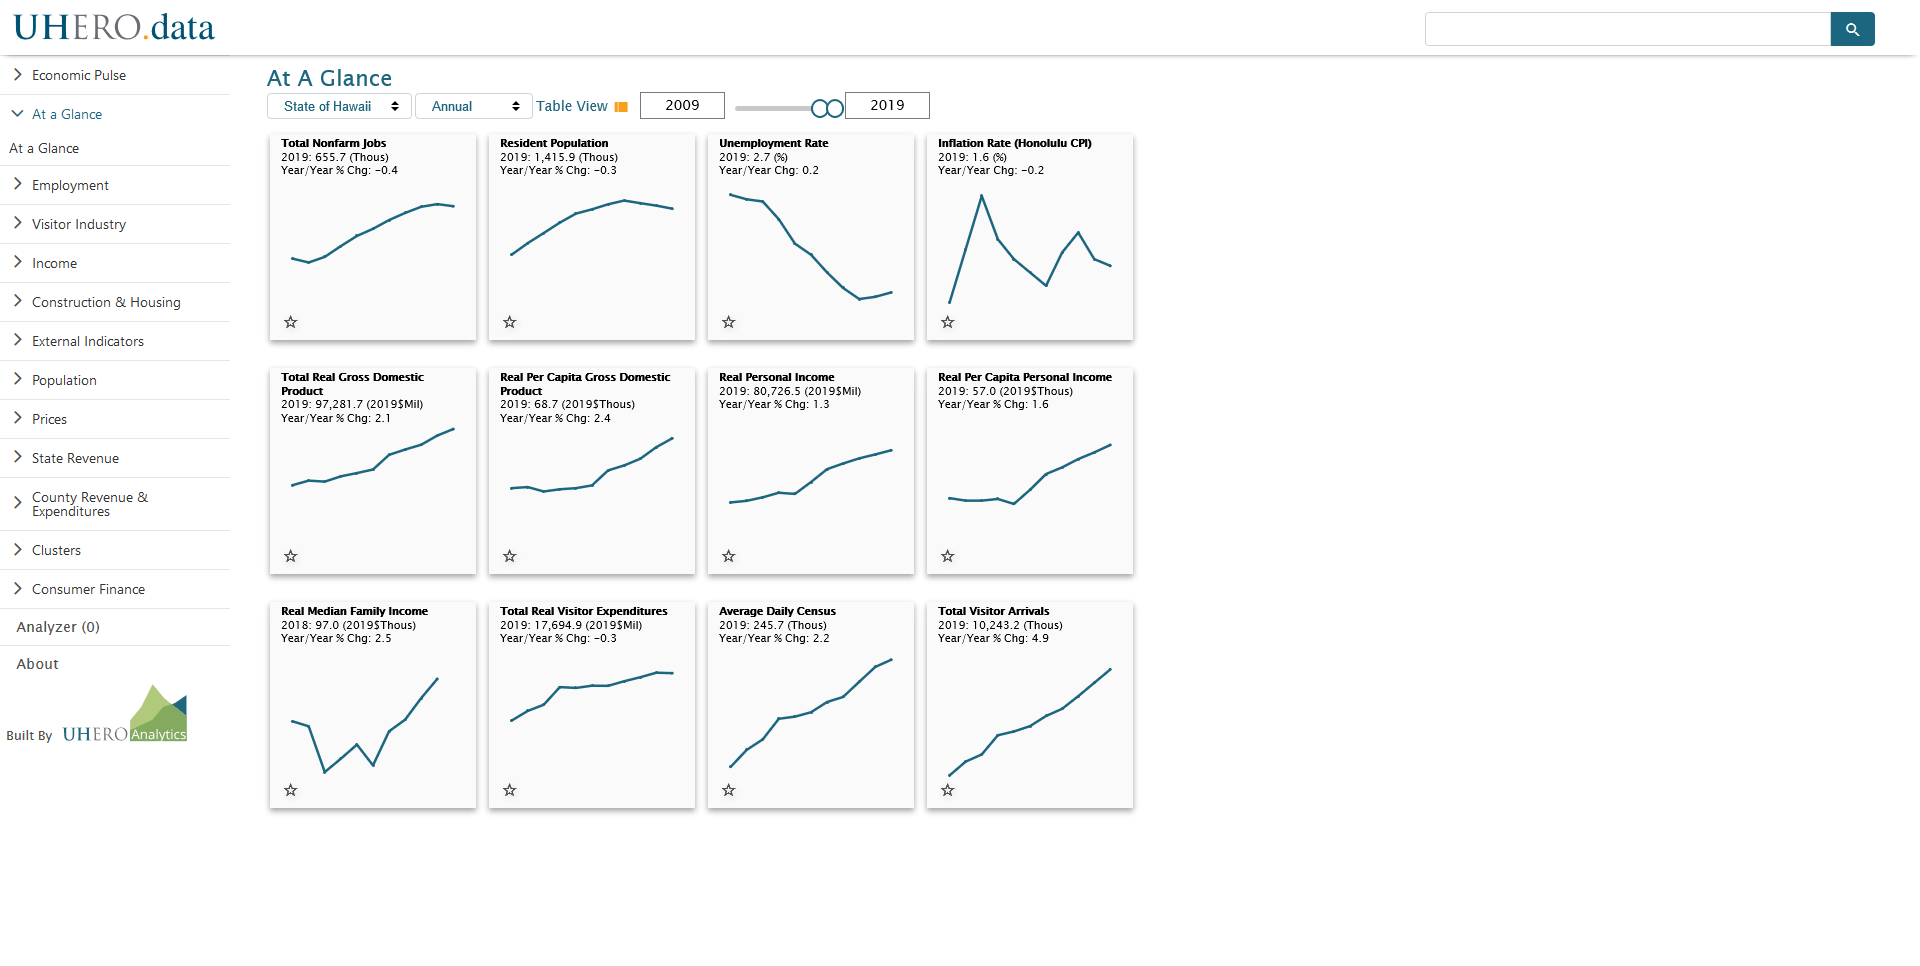 UHERO.data
Economic Pulse
At a Glance
At a Glance
Employment
Visitor Industry
Income
Construction & Housing
External Indicators
Population
Prices
State Revenue
County Revenue &
Expenditures
Clusters
Consumer Finance
Analyzer (0)
About
Built By UHERO Analytics
At A Glance
State of Hawaii Annual Table View 2009 2019
Total Nonfarm Jobs
2019: 655.7 (Thous)
Year/Year % Chg: -0.4
Resident Population
2019: 1,415.9 (Thous)
Year/Year % Chg: -0.3
Unemployment Rate
2019: 2.7 (%)
Year/Year Chg: 0.2
Inflation Rate (Honolulu CPI)
2019: 1.6 (%)
Year/Year Chg: -0.2
Total Real Gross Domestic
Product
2019: 97,281.7 (2019$Mil)
Year/Year % Chg: 2.1
Real Per Capita Gross Domestic
Product
2019: 68.7 (2019$Thous)
Year/Year % Chg: 2.4
Real Personal Income
2019: 80,726.5 (2019$Mil)
Year/Year % Chg: 1.3
Real Per Capita Personal Income
2019: 57.0 (2019$Thous)
Year/Year % Chg: 1.6
Real Median Family Income
2018: 97.0 (2019$Thous)
Year/Year % Chg: 2.5
Total Real Visitor Expenditures
2019: 17,694.9 (2019$Mil)
Year/Year % Chg: -0.3
Average Daily Census
2019: 245.7 (Thous)
Year/Year % Chg: 2.2
Total Visitor Arrivals
2019: 10,243.2 (Thous)
Year/Year % Chg: 4.9